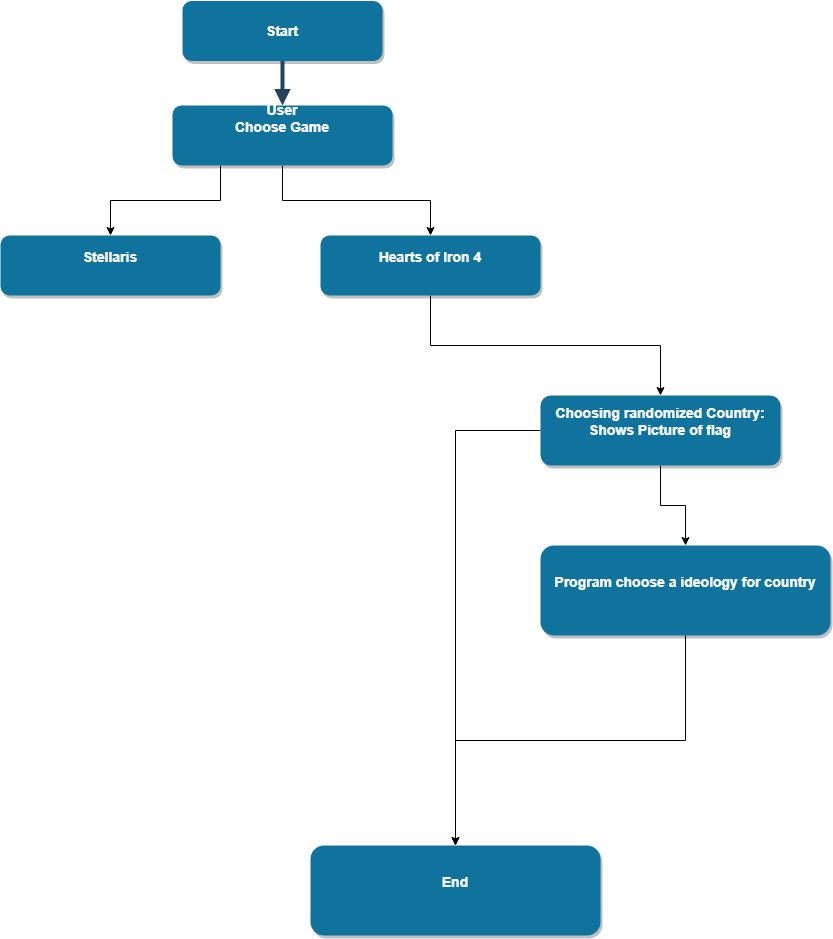 Start
User
Choose Game
Stellaris
Hearts of Iron 4
Choosing randomized Country:
Shows Picture of flag
Program choose a ideology for country
End